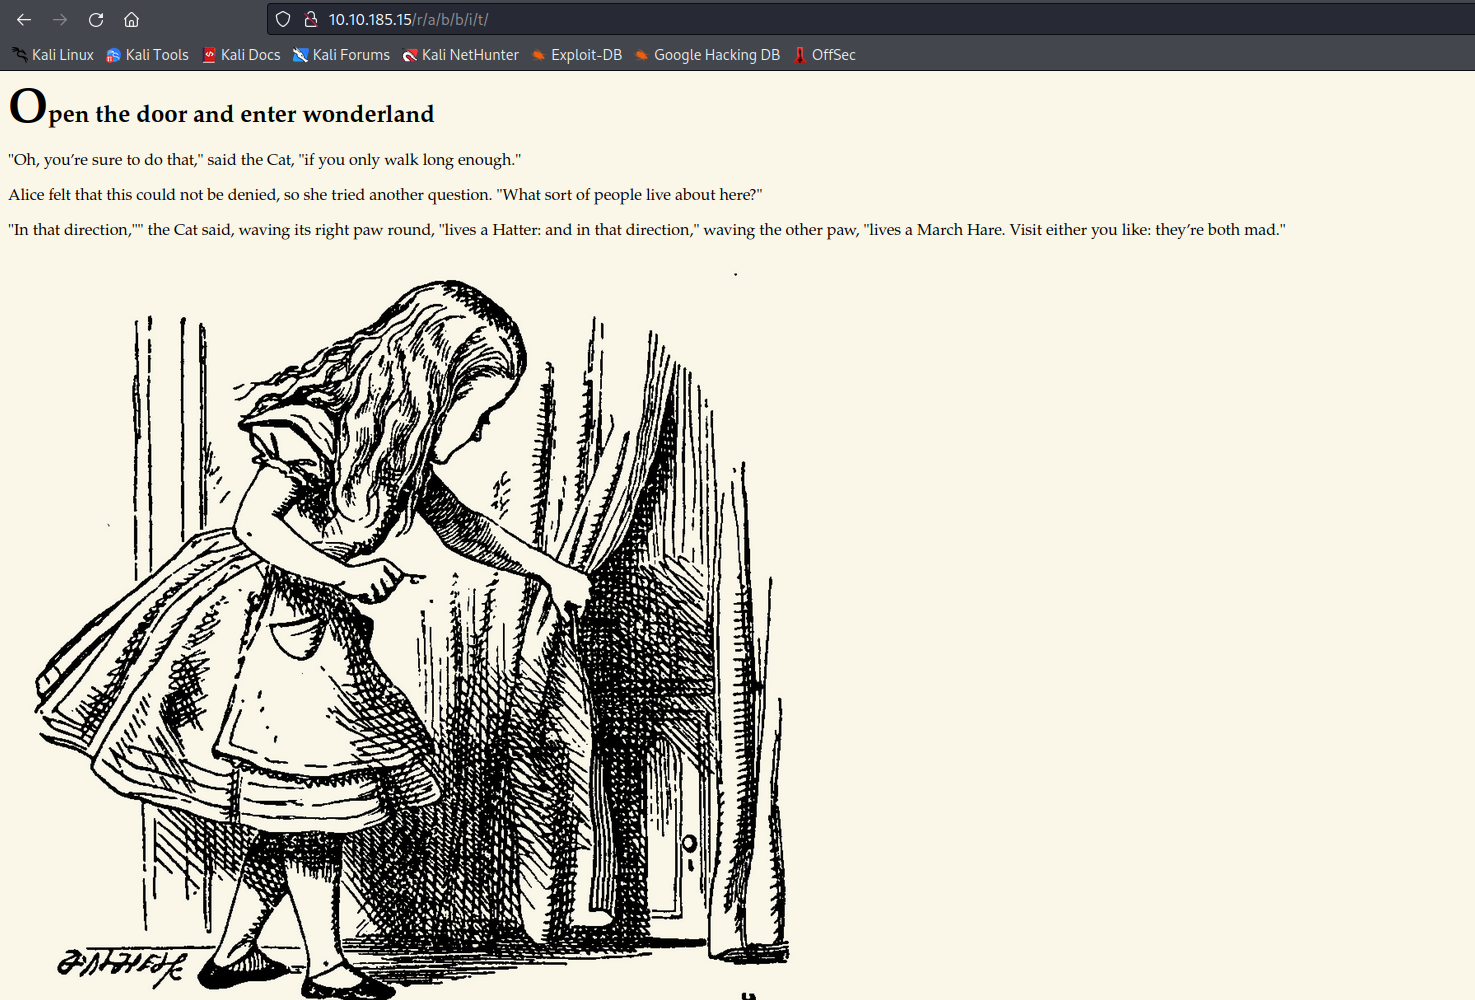 10.10.185.15/r/a/b/b/i/t/
Kali Linux Kali Tools Kali Docs Kali Forums Kali NetHunter Exploit-DB Google Hacking DB OffSec
Open the door and enter wonderland
"Oh, you’re sure to do that," said the Cat, "if you only walk long enough."
Alice felt that this could not be denied, so she tried another question. "What sort of people live about here?"
"In that direction,"" the Cat said, waving its right paw round, "lives a Hatter: and in that direction," waving the other paw, "lives a March Hare. Visit either you like: they’re both mad."